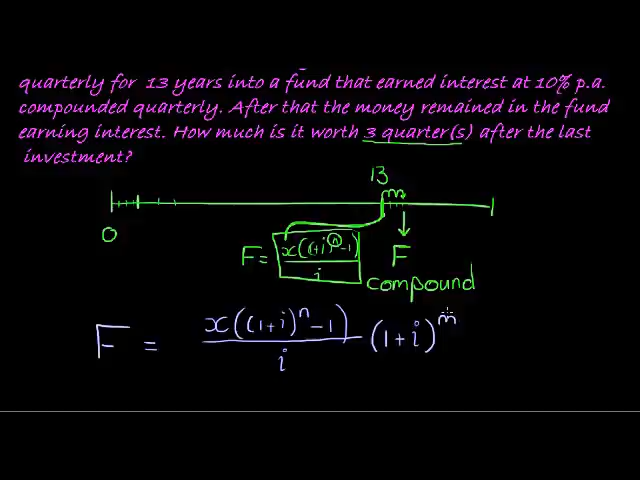 quarterly for 13 years into a fund that earned interest at 10% p.a.
compounded quarterly. After that the money remained in the fund
earning interest. How much is it worth 3 quarter(s) after the last
investment?
13
m
0
F = x((1+i)^n -1) / i
F
compound
F = x((1+i)^n -1) / i (1+i)^m